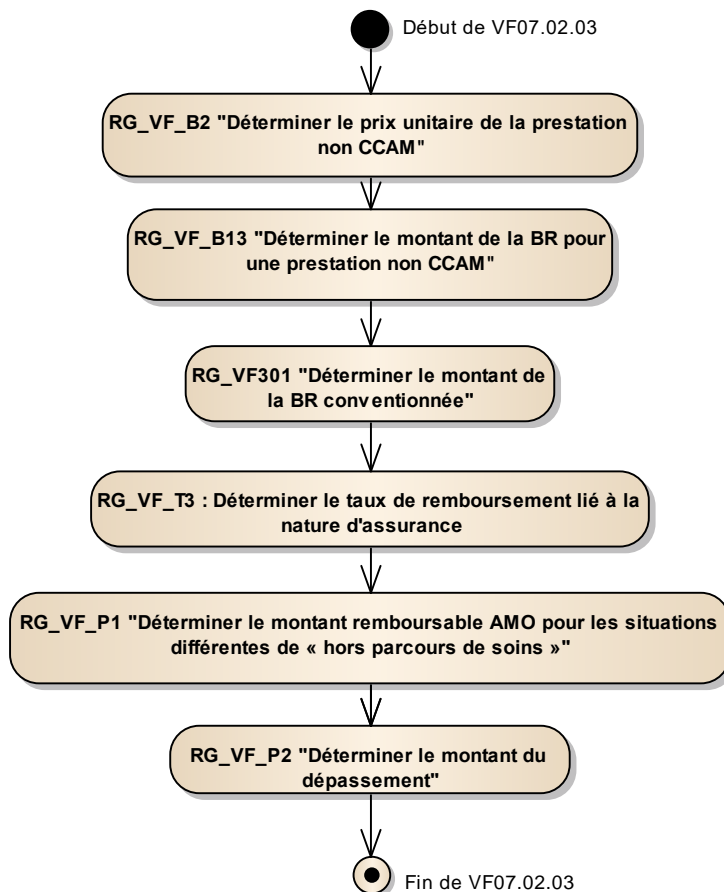 Début de VF07.02.03
RG_VF_B2 "Déterminer le prix unitaire de la prestation
non CCAM"
RG_VF_B13 "Déterminer le montant de la BR pour
une prestation non CCAM"
RG_VF301 "Déterminer le montant de
la BR conventionnée"
RG_VF_T3 : Déterminer le taux de remboursement lié à la
nature d'assurance
RG_VF_P1 "Déterminer le montant remboursable AMO pour les situations
différentes de « hors parcours de soins »"
RG_VF_P2 "Déterminer le montant du
dépassement"
Fin de VF07.02.03